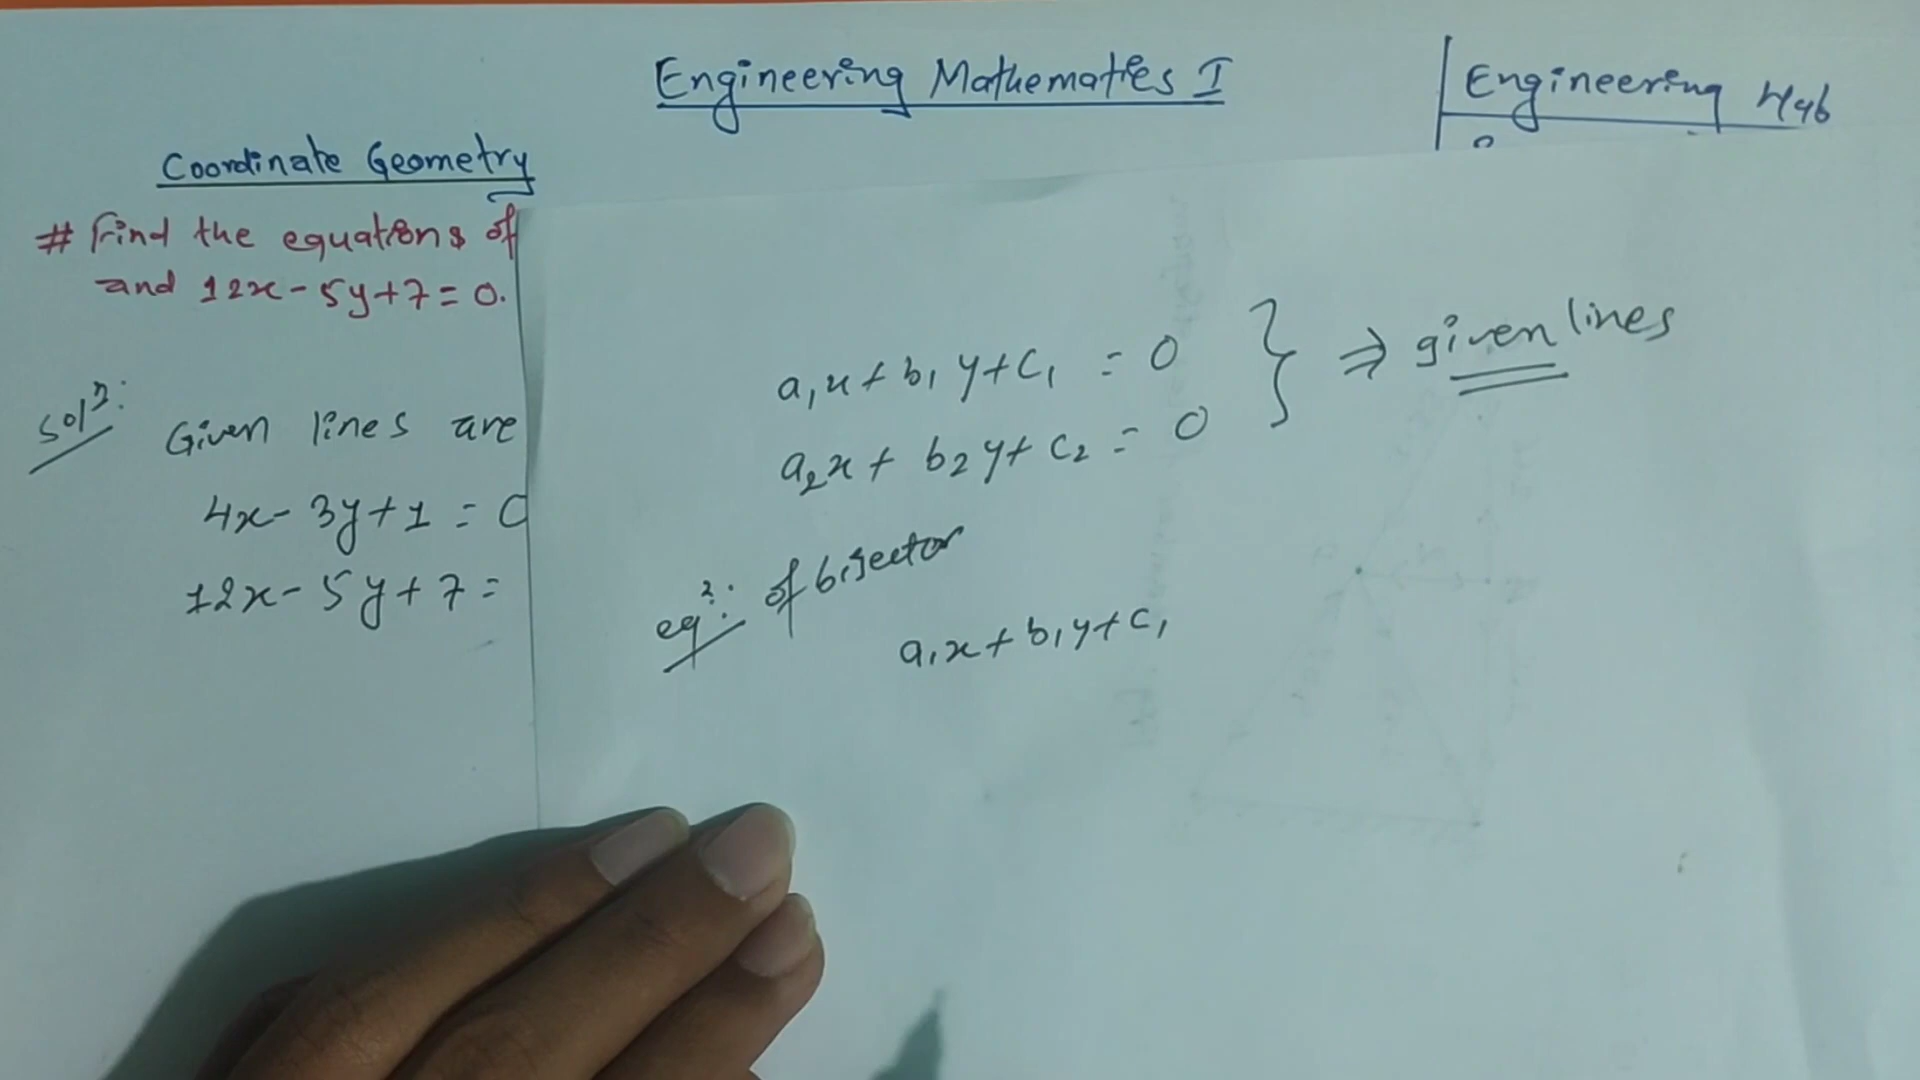 Engineering Mathematics I
Engineering Hub
Coordinate Geometry
# Find the equations of
and 12x - 5y + 7 = 0.
solⁿ:
Given lines are
4x - 3y + 1 = 0
12x - 5y + 7 =
a₁x + b₁y + c₁ = 0
a₂x + b₂y + c₂ = 0
} ⇒ given lines
eqⁿ: of bisector
a₁x + b₁y + c₁